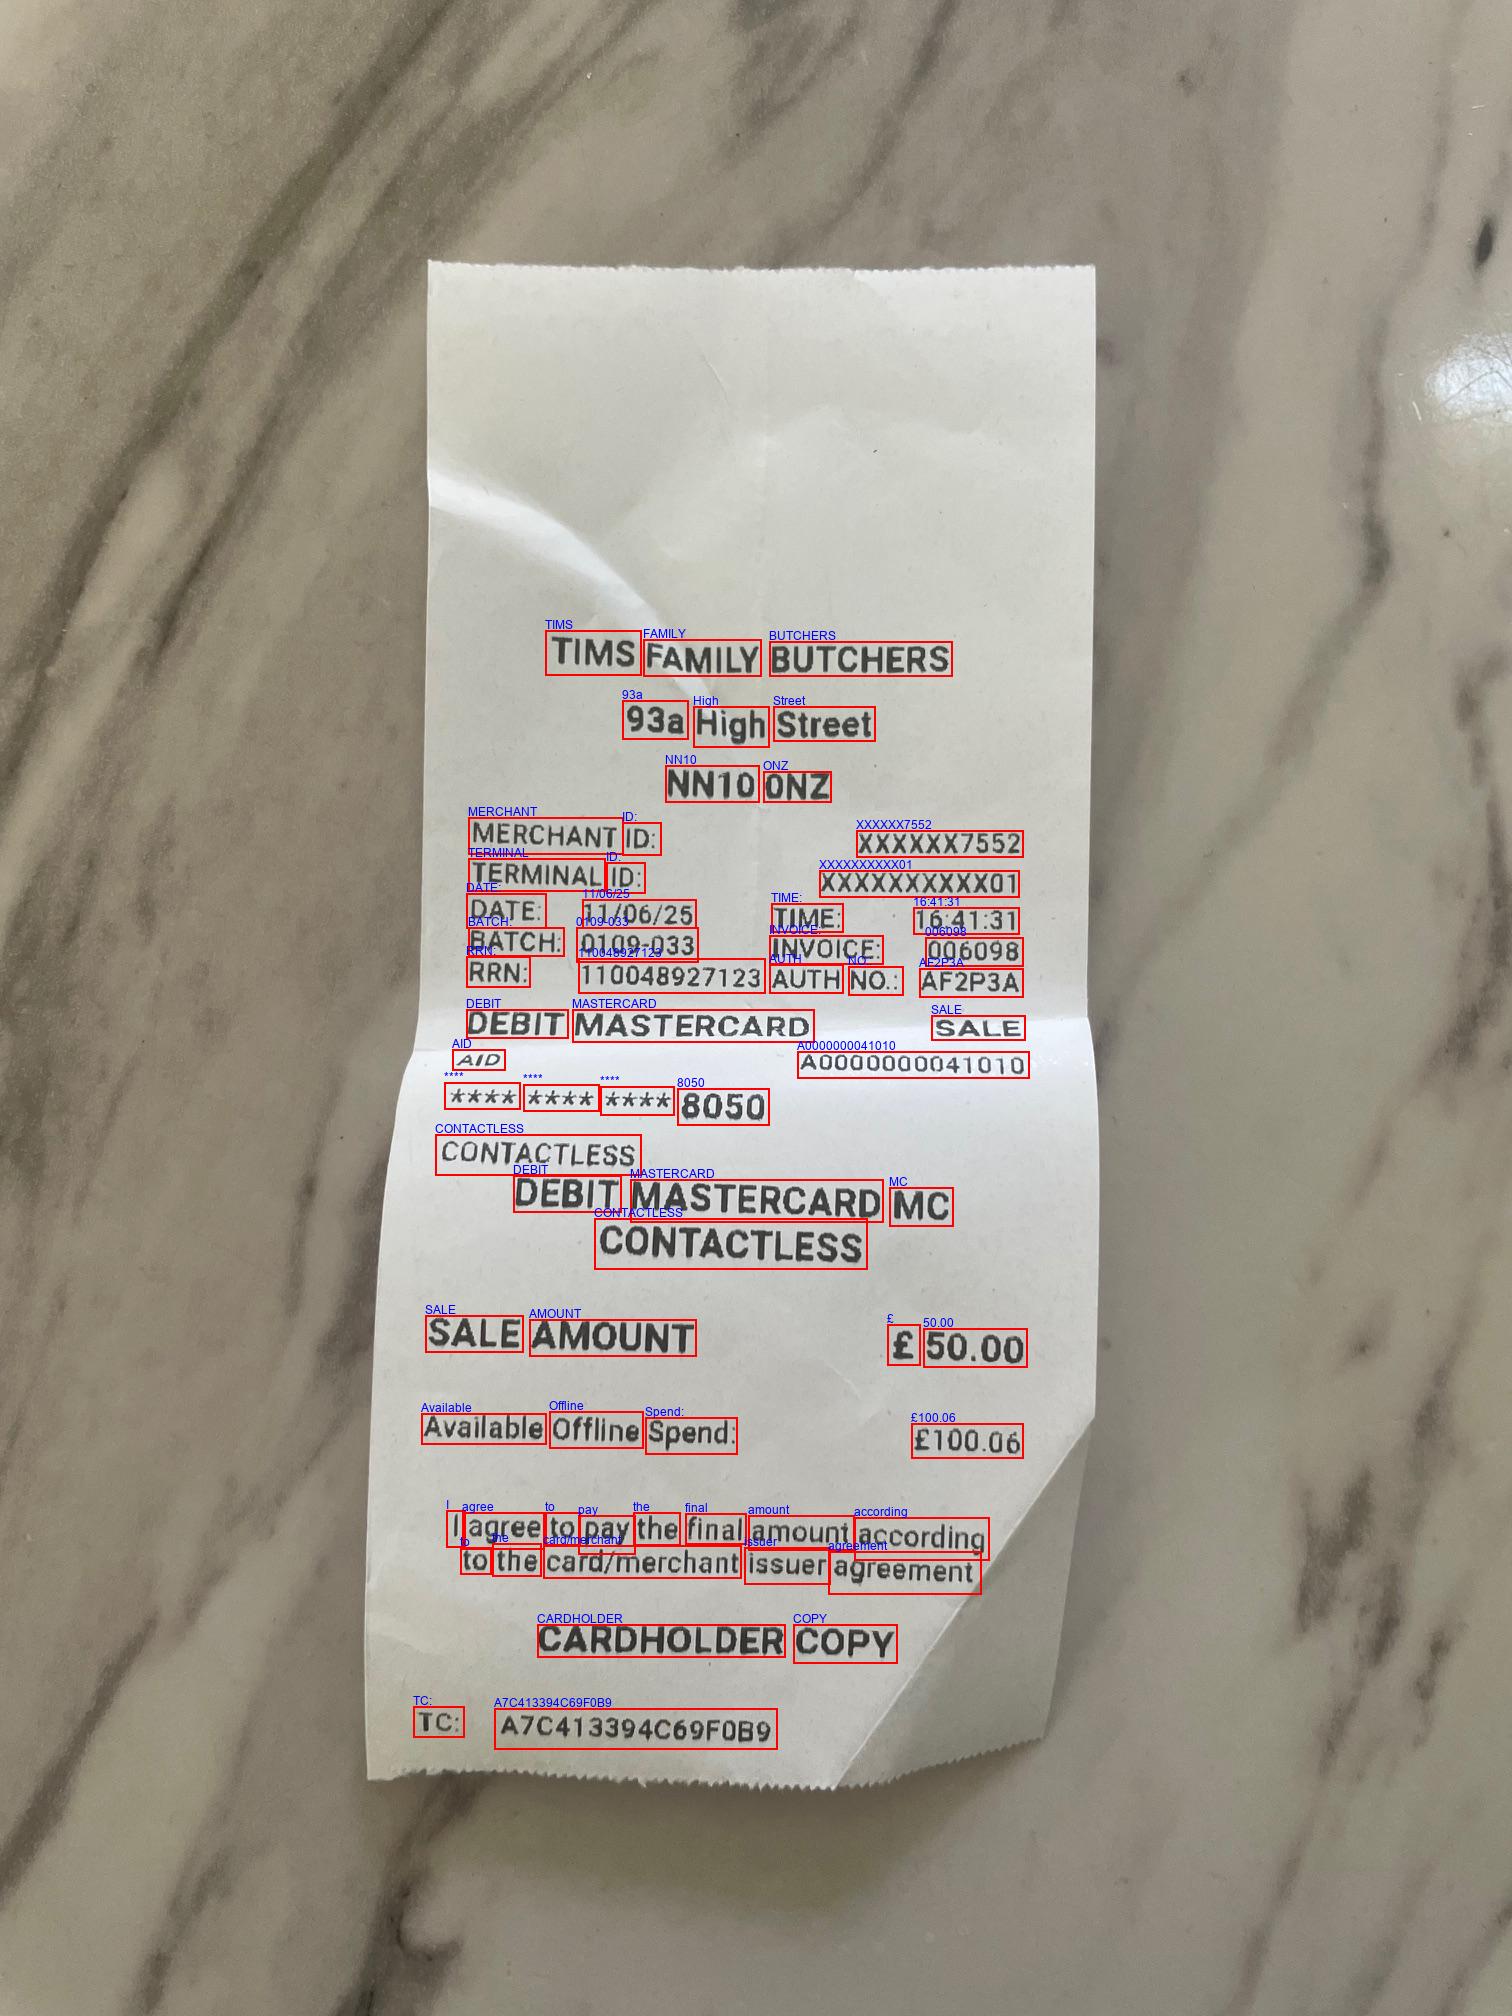 TIMS FAMILY BUTCHERS
93a High Street
NN10 0NZ
MERCHANT ID: XXXXXX7552
TERMINAL ID: XXXXXXXXXX01
DATE: 11/06/25 TIME: 16:41:31
BATCH: 0109-033 INVOICE: 006098
RRN: 110048927123 AUTH NO.: AF2P3A
DEBIT MASTERCARD SALE
AID A0000000041010
**** **** **** 8050
CONTACTLESS
DEBIT MASTERCARD MC
CONTACTLESS
SALE AMOUNT £ 50.00
Available Offline Spend: £100.06
I agree to pay the final amount according
to the card/merchant issuer agreement
CARDHOLDER COPY
TC: A7C413394C69F0B9